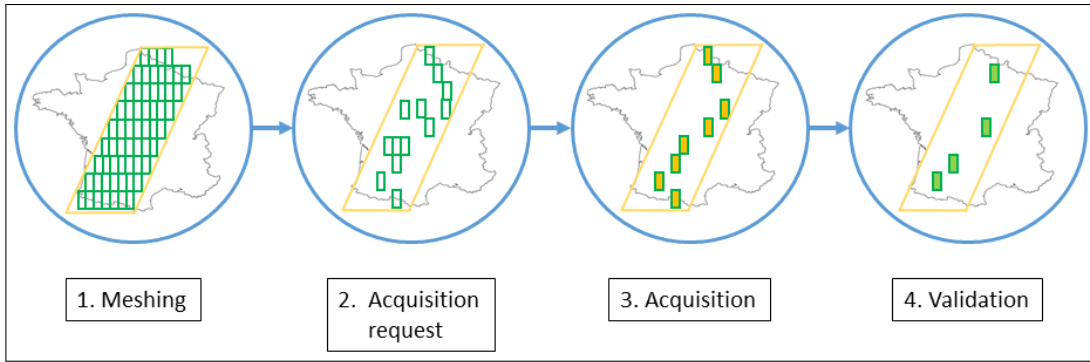 1. Meshing
2. Acquisition
request
3. Acquisition
4. Validation